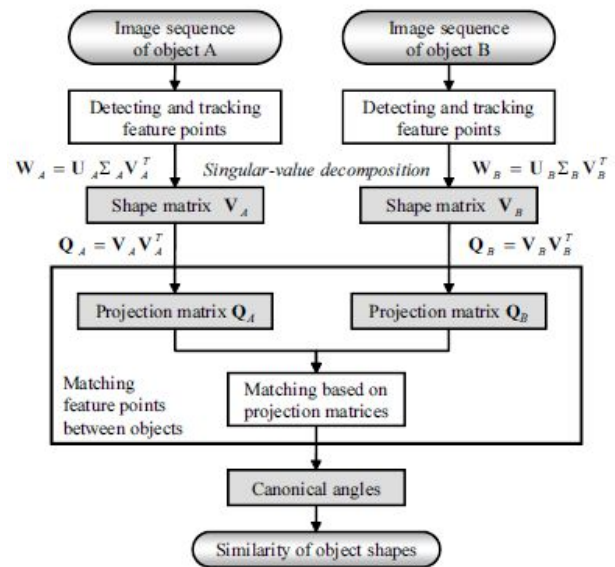 Image sequence
of object A
Image sequence
of object B
Detecting and tracking
feature points
Detecting and tracking
feature points
W_A = U_A Σ_A V_A^T
Singular-value decomposition
W_B = U_B Σ_B V_B^T
Shape matrix V_A
Shape matrix V_B
Q_A = V_A V_A^T
Q_B = V_B V_B^T
Projection matrix Q_A
Projection matrix Q_B
Matching
feature points
between objects
Matching based on
projection matrices
Canonical angles
Similarity of object shapes